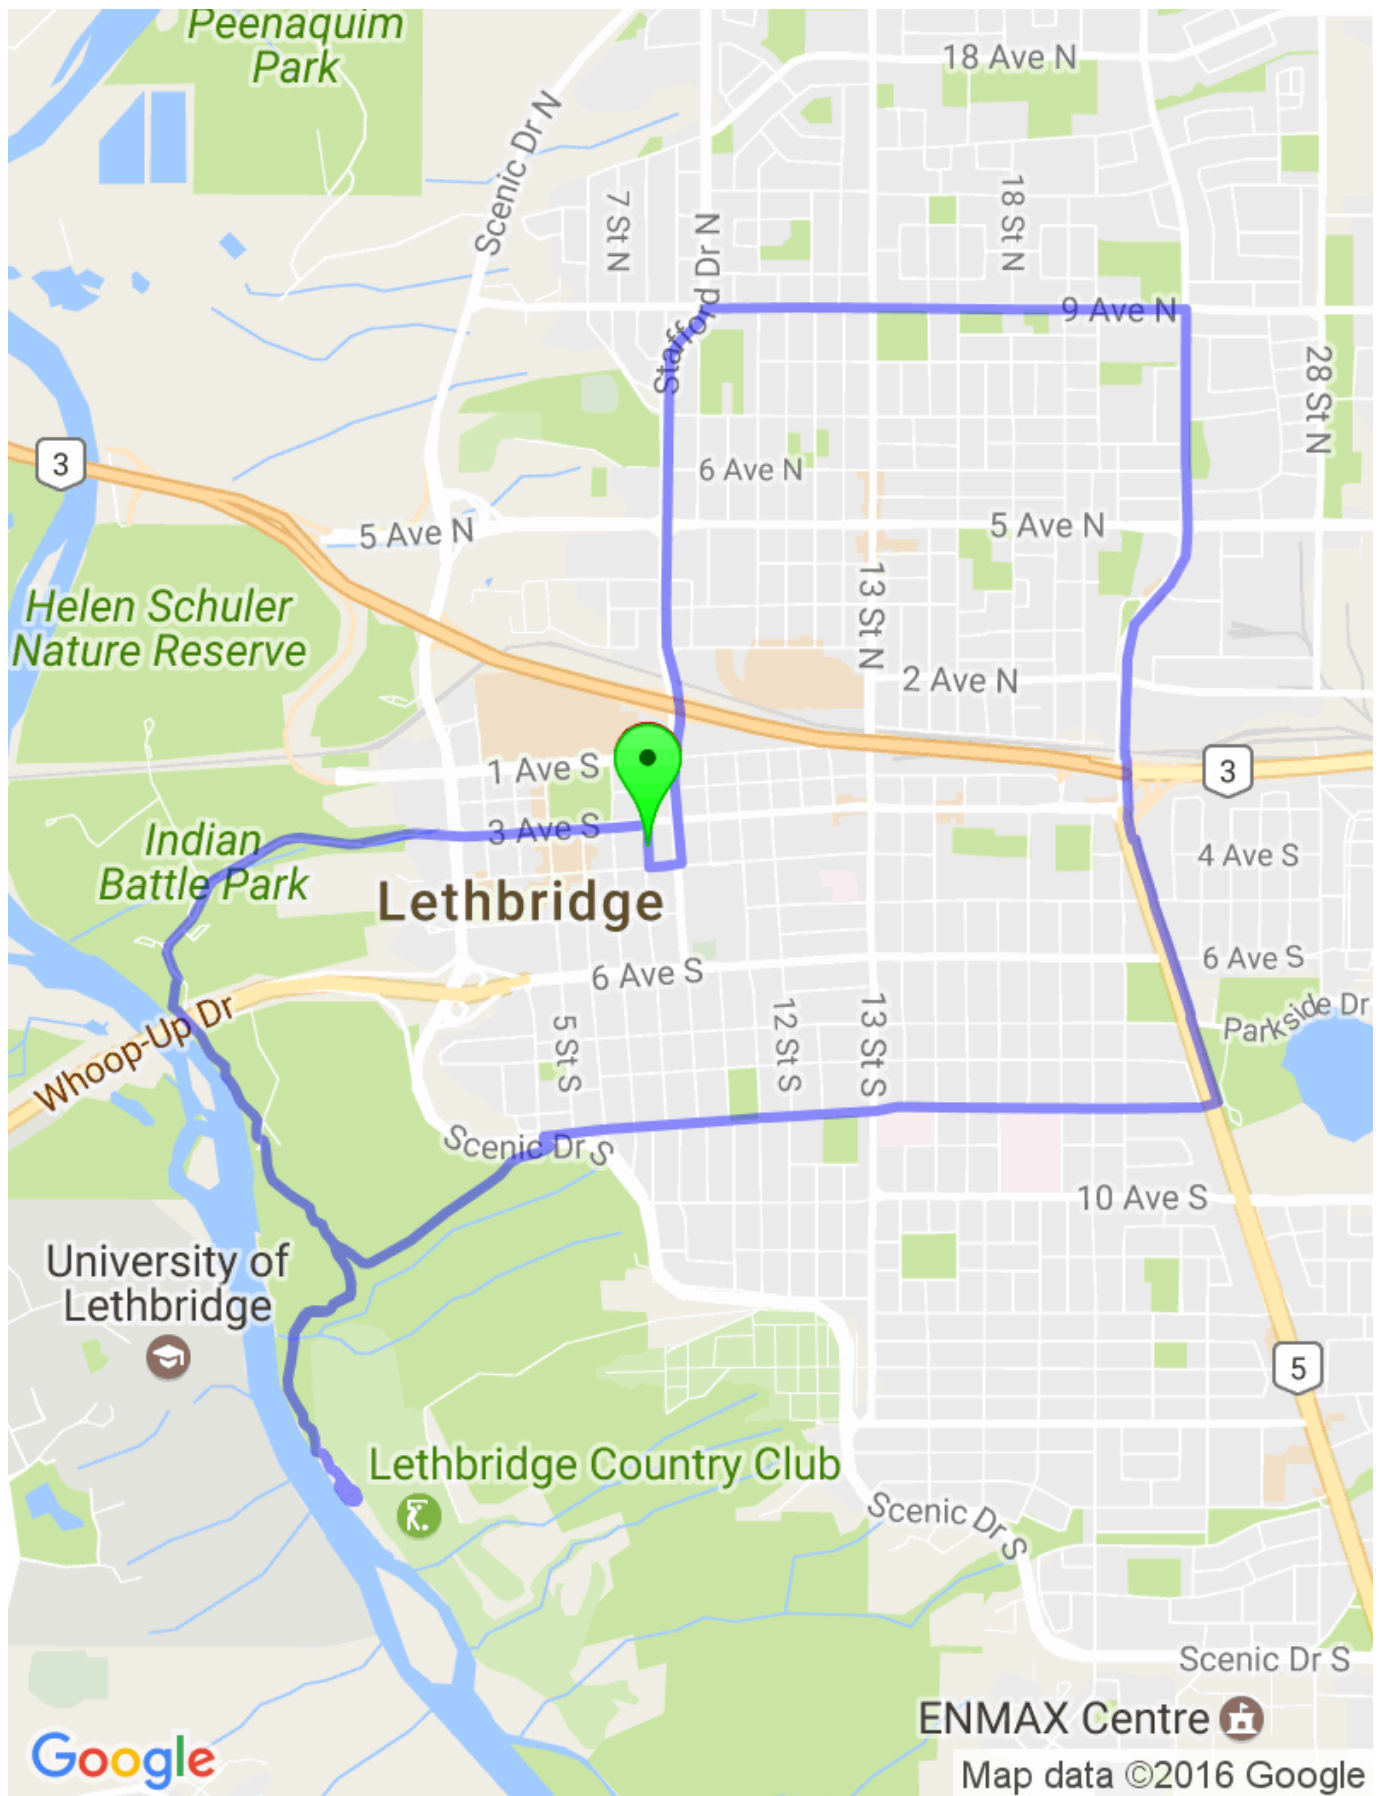 Peenaquim
Park
18 Ave N
Scenic Dr N
7 St N
18 St N
Stafford Dr N
9 Ave N
28 St N
3
6 Ave N
5 Ave N
5 Ave N
13 St N
Helen Schuler
Nature Reserve
2 Ave N
1 Ave S
3
3 Ave S
Indian
Battle Park
4 Ave S
Lethbridge
6 Ave S
6 Ave S
Whoop-Up Dr
5 St S
12 St S
13 St S
Parkside Dr
Scenic Dr S
10 Ave S
University of
Lethbridge
5
Lethbridge Country Club
Scenic Dr S
Scenic Dr S
ENMAX Centre
Google
Map data ©2016 Google